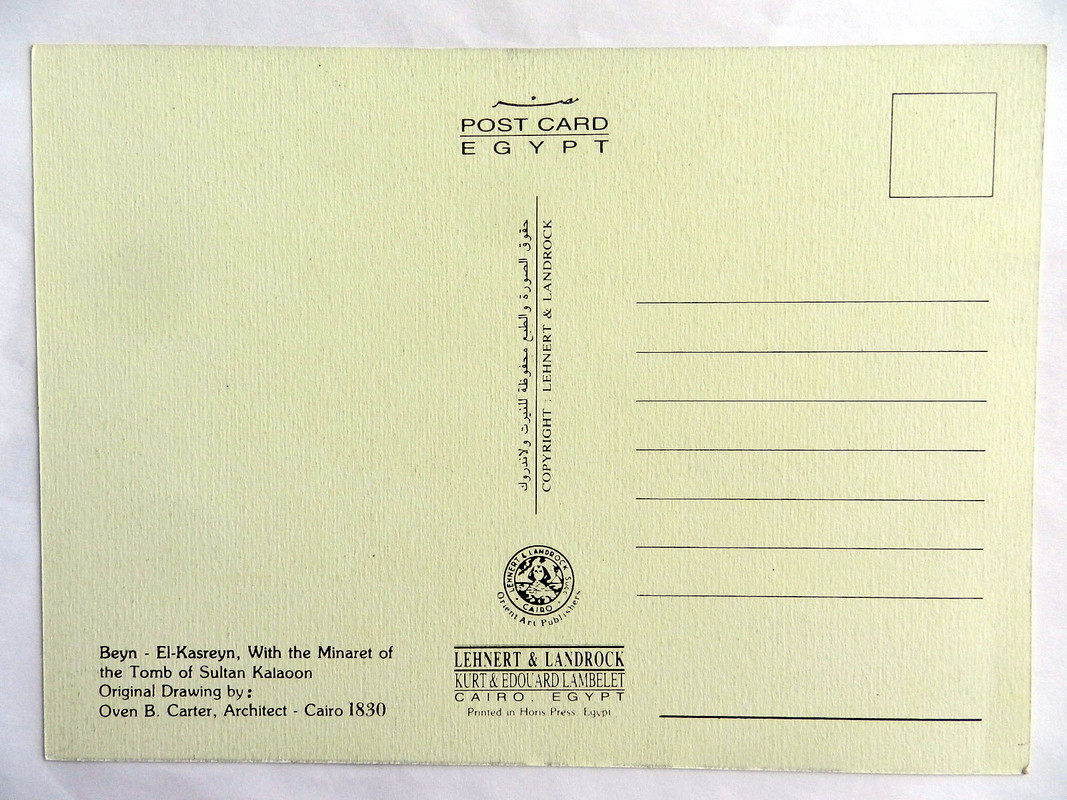 مصر
POST CARD
EGYPT
حقوق الصورة والطبع محفوظة للنيرت ولاندروك
COPYRIGHT : LEHNERT & LANDROCK
LEHNERT & LANDROCK SUCC.
CAIRO
Orient Art Publishers
Beyn - El-Kasreyn, With the Minaret of
the Tomb of Sultan Kalaoon
Original Drawing by :
Oven B. Carter, Architect - Cairo 1830
LEHNERT & LANDROCK
KURT & EDOUARD LAMBELET
CAIRO, EGYPT
Printed in Horis Press Egypt